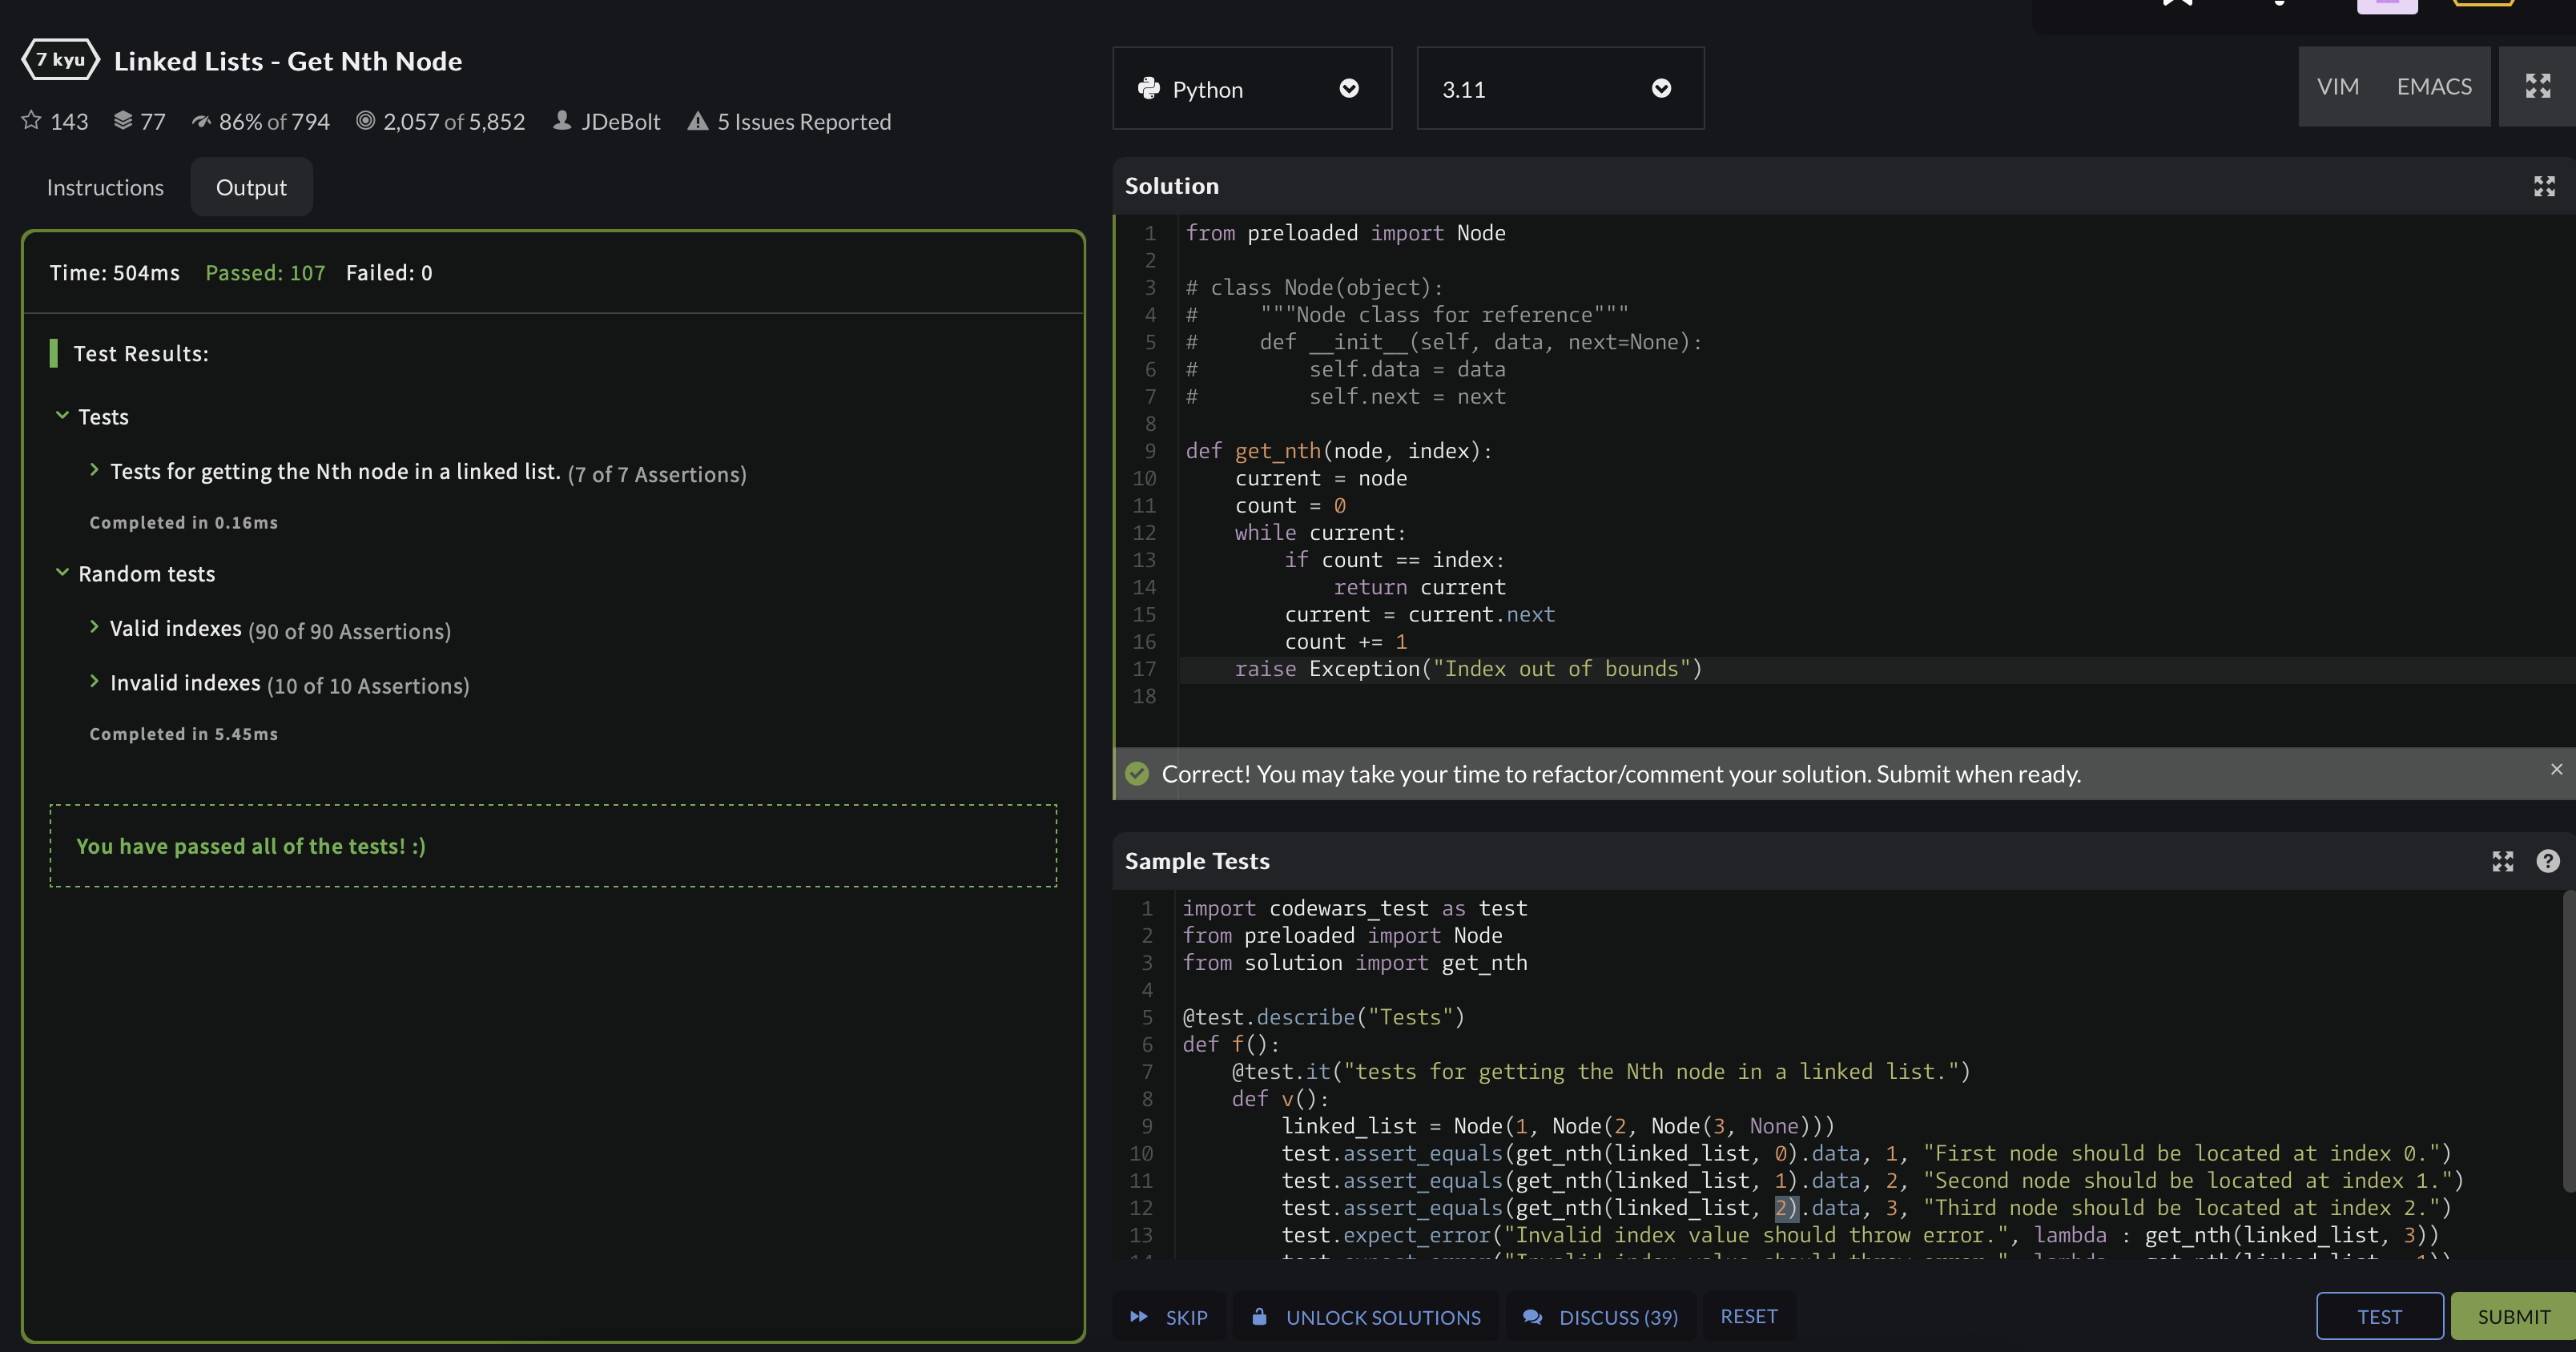 7 kyu Linked Lists - Get Nth Node
143 77 86% of 794 2,057 of 5,852 JDeBolt 5 Issues Reported
Instructions Output
Time: 504ms Passed: 107 Failed: 0
Test Results:
Tests
Tests for getting the Nth node in a linked list. (7 of 7 Assertions)
Completed in 0.16ms
Random tests
Valid indexes (90 of 90 Assertions)
Invalid indexes (10 of 10 Assertions)
Completed in 5.45ms
You have passed all of the tests! :)
Python 3.11 VIM EMACS
Solution
1 from preloaded import Node
2
3 # class Node(object):
4 #     """Node class for reference"""
5 #     def __init__(self, data, next=None):
6 #         self.data = data
7 #         self.next = next
8
9 def get_nth(node, index):
10     current = node
11     count = 0
12     while current:
13         if count == index:
14             return current
15         current = current.next
16         count += 1
17     raise Exception("Index out of bounds")
18
Correct! You may take your time to refactor/comment your solution. Submit when ready.
Sample Tests
1 import codewars_test as test
2 from preloaded import Node
3 from solution import get_nth
4
5 @test.describe("Tests")
6 def f():
7     @test.it("tests for getting the Nth node in a linked list.")
8     def v():
9         linked_list = Node(1, Node(2, Node(3, None)))
10         test.assert_equals(get_nth(linked_list, 0).data, 1, "First node should be located at index 0.")
11         test.assert_equals(get_nth(linked_list, 1).data, 2, "Second node should be located at index 1.")
12         test.assert_equals(get_nth(linked_list, 2).data, 3, "Third node should be located at index 2.")
13         test.expect_error("Invalid index value should throw error.", lambda : get_nth(linked_list, 3))
SKIP UNLOCK SOLUTIONS DISCUSS (39) RESET TEST SUBMIT